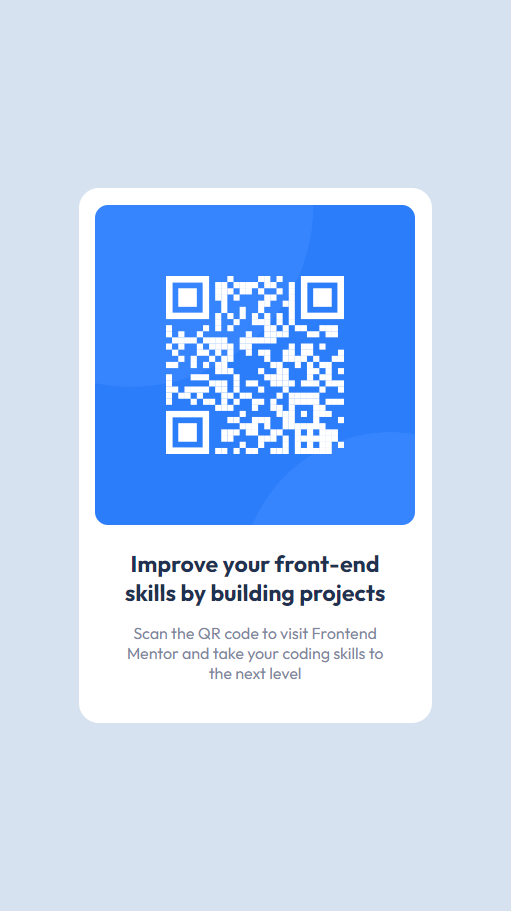 Improve your front-end
skills by building projects
Scan the QR code to visit Frontend
Mentor and take your coding skills to
the next level